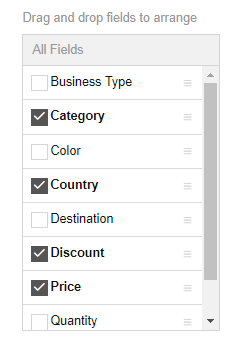 Drag and drop fields to arrange
All Fields
Business Type
Category
Color
Country
Destination
Discount
Price
Quantity